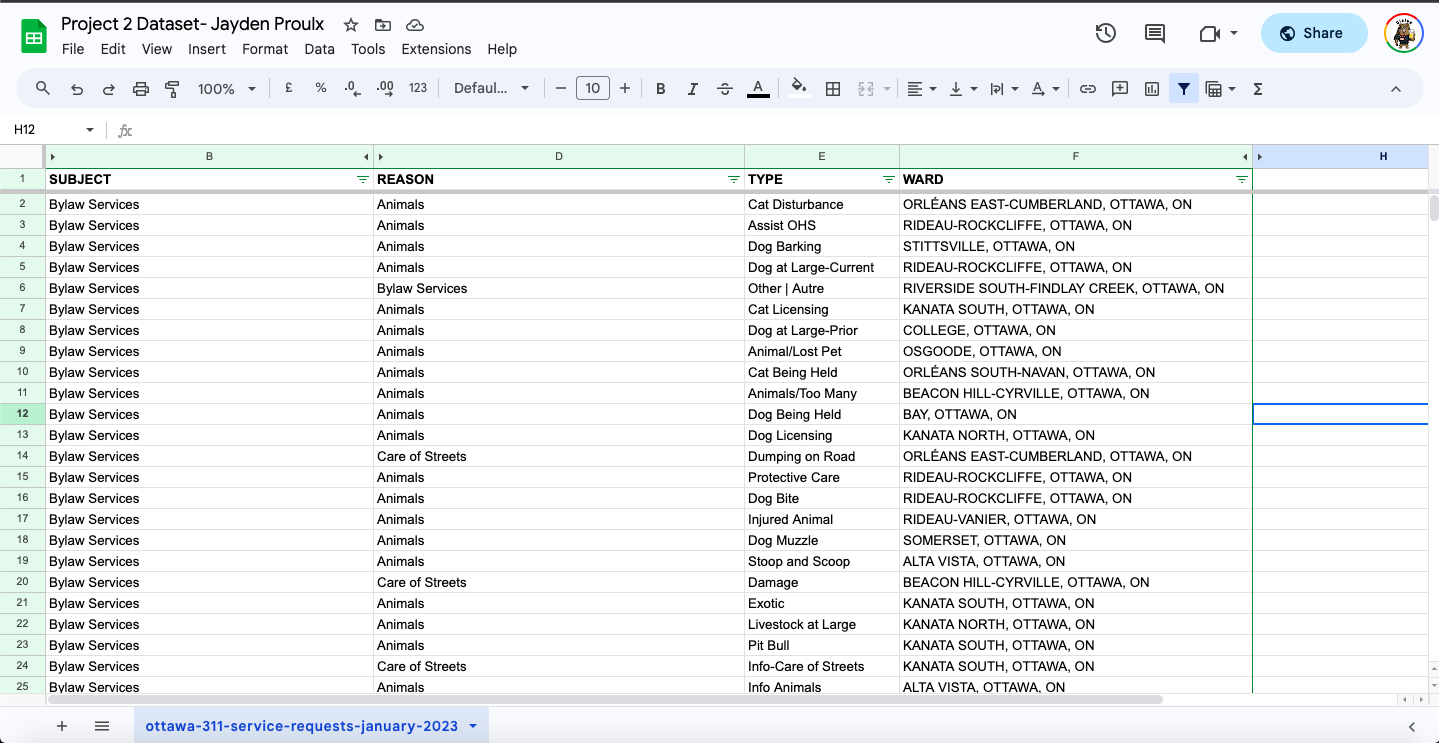 Project 2 Dataset- Jayden Proulx
File Edit View Insert Format Data Tools Extensions Help
Share
100% £ % .0 .00 123 Defaul... − 10 + B I S A A Σ
H12 fx
B D E F H
1 SUBJECT REASON TYPE WARD
2 Bylaw Services Animals Cat Disturbance ORLÉANS EAST-CUMBERLAND, OTTAWA, ON
3 Bylaw Services Animals Assist OHS RIDEAU-ROCKCLIFFE, OTTAWA, ON
4 Bylaw Services Animals Dog Barking STITTSVILLE, OTTAWA, ON
5 Bylaw Services Animals Dog at Large-Current RIDEAU-ROCKCLIFFE, OTTAWA, ON
6 Bylaw Services Bylaw Services Other | Autre RIVERSIDE SOUTH-FINDLAY CREEK, OTTAWA, ON
7 Bylaw Services Animals Cat Licensing KANATA SOUTH, OTTAWA, ON
8 Bylaw Services Animals Dog at Large-Prior COLLEGE, OTTAWA, ON
9 Bylaw Services Animals Animal/Lost Pet OSGOODE, OTTAWA, ON
10 Bylaw Services Animals Cat Being Held ORLÉANS SOUTH-NAVAN, OTTAWA, ON
11 Bylaw Services Animals Animals/Too Many BEACON HILL-CYRVILLE, OTTAWA, ON
12 Bylaw Services Animals Dog Being Held BAY, OTTAWA, ON
13 Bylaw Services Animals Dog Licensing KANATA NORTH, OTTAWA, ON
14 Bylaw Services Care of Streets Dumping on Road ORLÉANS EAST-CUMBERLAND, OTTAWA, ON
15 Bylaw Services Animals Protective Care RIDEAU-ROCKCLIFFE, OTTAWA, ON
16 Bylaw Services Animals Dog Bite RIDEAU-ROCKCLIFFE, OTTAWA, ON
17 Bylaw Services Animals Injured Animal RIDEAU-VANIER, OTTAWA, ON
18 Bylaw Services Animals Dog Muzzle SOMERSET, OTTAWA, ON
19 Bylaw Services Animals Stoop and Scoop ALTA VISTA, OTTAWA, ON
20 Bylaw Services Care of Streets Damage BEACON HILL-CYRVILLE, OTTAWA, ON
21 Bylaw Services Animals Exotic KANATA SOUTH, OTTAWA, ON
22 Bylaw Services Animals Livestock at Large KANATA NORTH, OTTAWA, ON
23 Bylaw Services Animals Pit Bull KANATA SOUTH, OTTAWA, ON
24 Bylaw Services Care of Streets Info-Care of Streets KANATA SOUTH, OTTAWA, ON
25 Bylaw Services Animals Info Animals ALTA VISTA, OTTAWA, ON
ottawa-311-service-requests-january-2023